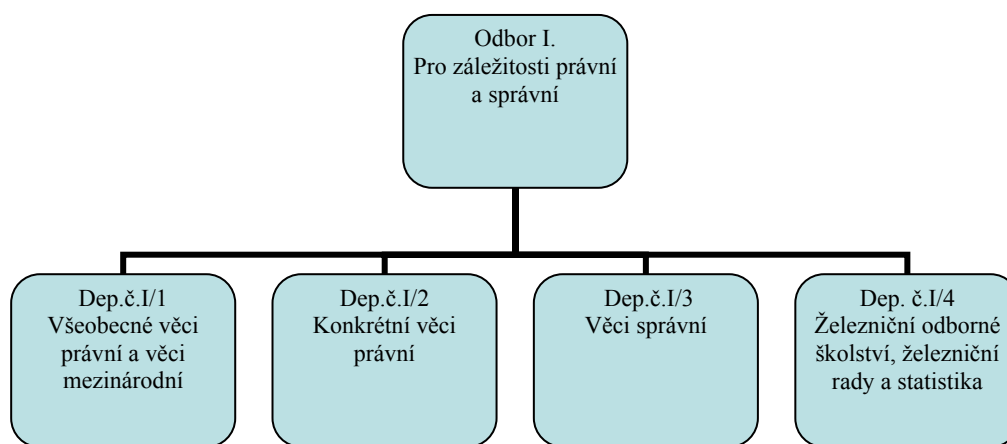 Odbor I.
Pro záležitosti právní
a správní
Dep.č.I/1
Všeobecné věci
právní a věci
mezinárodní
Dep.č.I/2
Konkrétní věci
právní
Dep.č.I/3
Věci správní
Dep. č.I/4
Železniční odborné
školství, železniční
rady a statistika